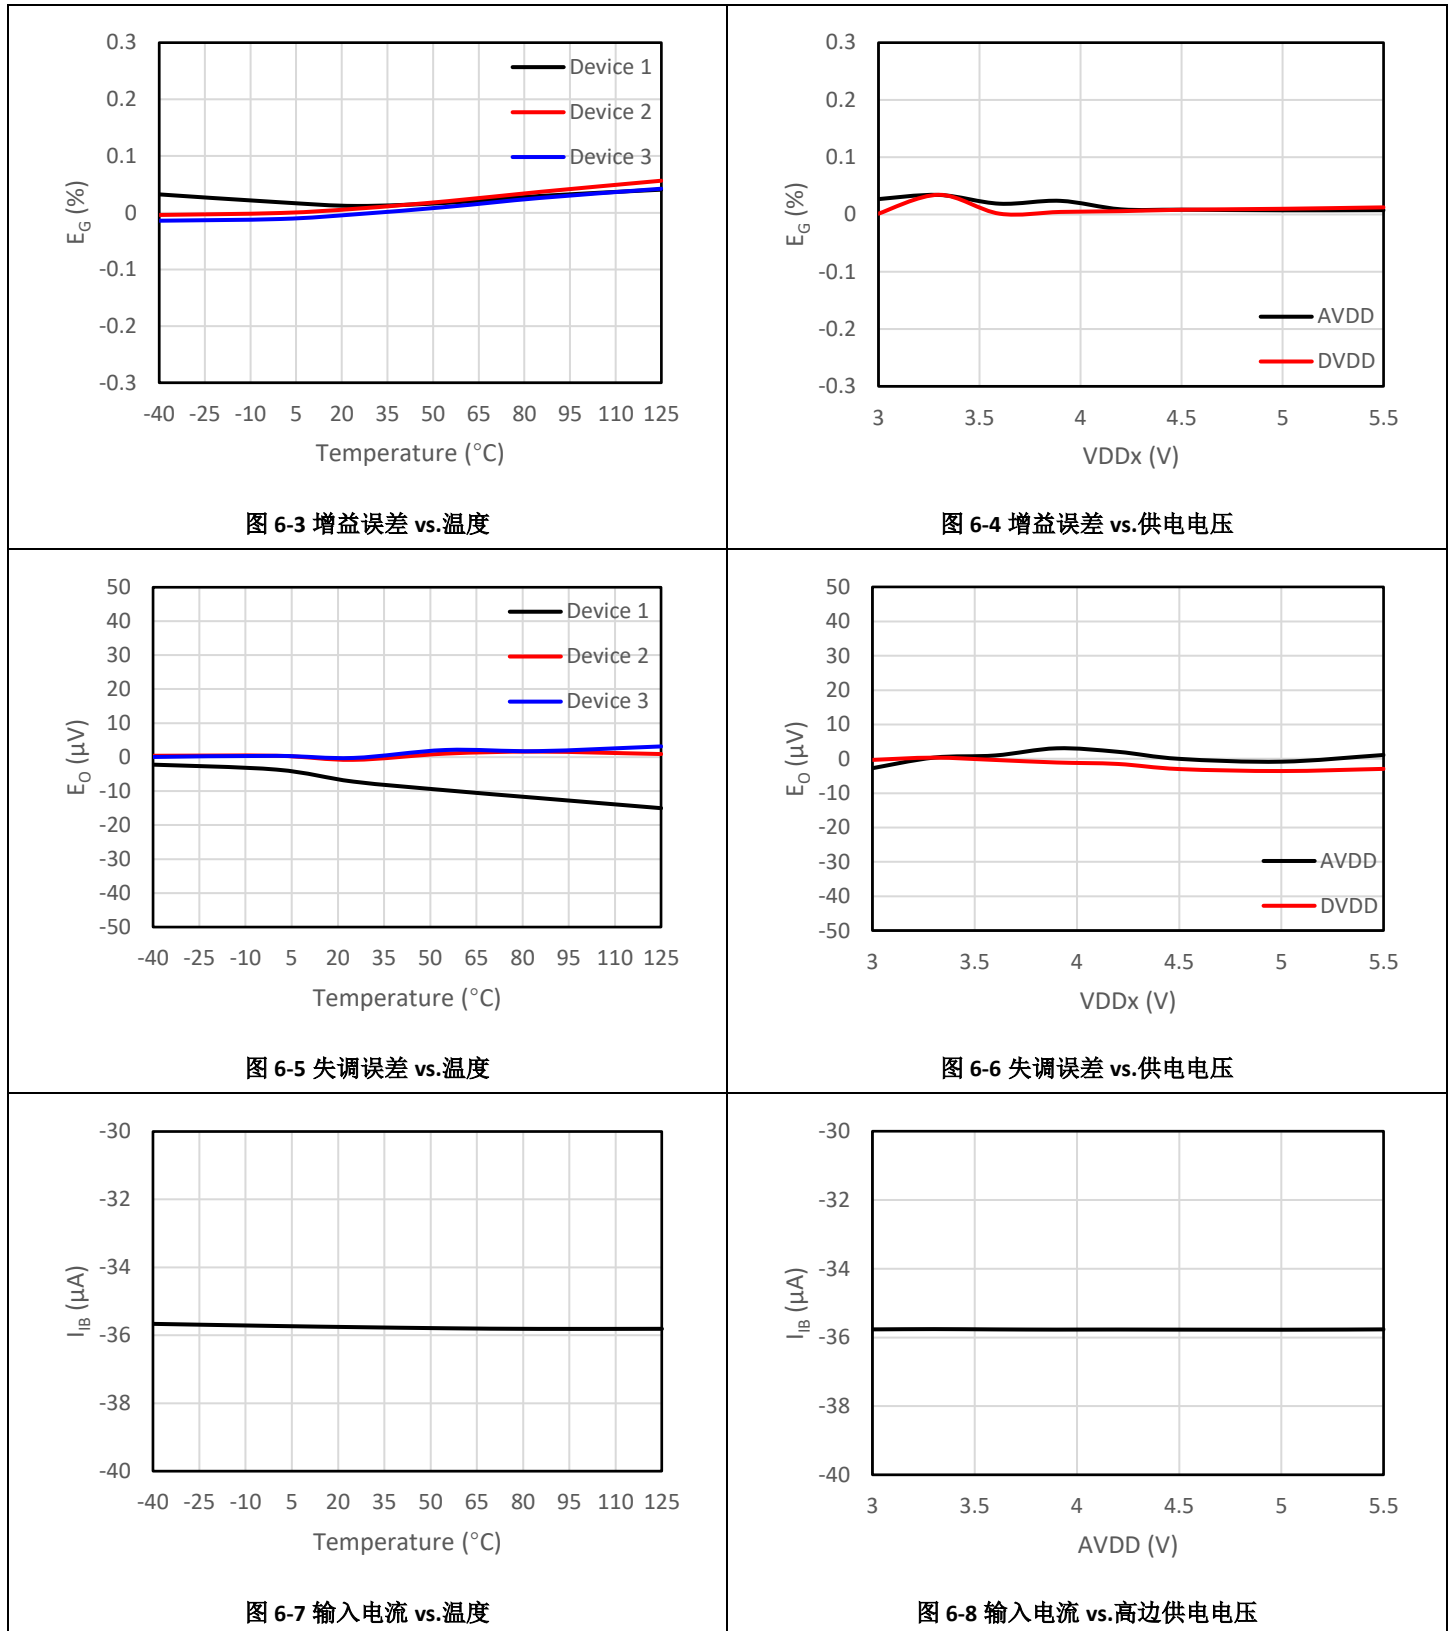 0.3
0.2
0.1
0
-0.1
-0.2
-0.3
E_G (%)
Device 1
Device 2
Device 3
-40 -25 -10 5 20 35 50 65 80 95 110 125
Temperature (°C)
图 6-3 增益误差 vs.温度
0.3
0.2
0.1
0
-0.1
-0.2
-0.3
E_G (%)
AVDD
DVDD
3 3.5 4 4.5 5 5.5
VDDx (V)
图 6-4 增益误差 vs.供电电压
50
40
30
20
10
0
-10
-20
-30
-40
-50
E_O (µV)
Device 1
Device 2
Device 3
-40 -25 -10 5 20 35 50 65 80 95 110 125
Temperature (°C)
图 6-5 失调误差 vs.温度
50
40
30
20
10
0
-10
-20
-30
-40
-50
E_O (µV)
AVDD
DVDD
3 3.5 4 4.5 5 5.5
VDDx (V)
图 6-6 失调误差 vs.供电电压
-30
-32
-34
-36
-38
-40
I_IB (µA)
-40 -25 -10 5 20 35 50 65 80 95 110 125
Temperature (°C)
图 6-7 输入电流 vs.温度
-30
-32
-34
-36
-38
-40
I_IB (µA)
3 3.5 4 4.5 5 5.5
AVDD (V)
图 6-8 输入电流 vs.高边供电电压